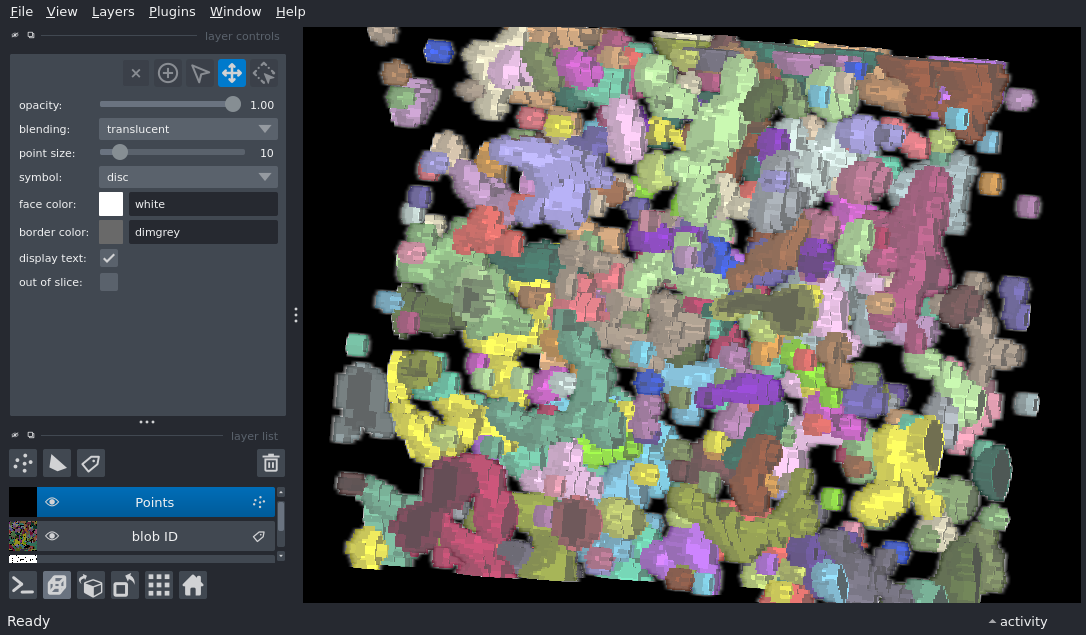 File View Layers Plugins Window Help
layer controls
opacity: 1.00
blending: translucent
point size: 10
symbol: disc
face color: white
border color: dimgrey
display text:
out of slice:
layer list
Points
blob ID
Ready
activity